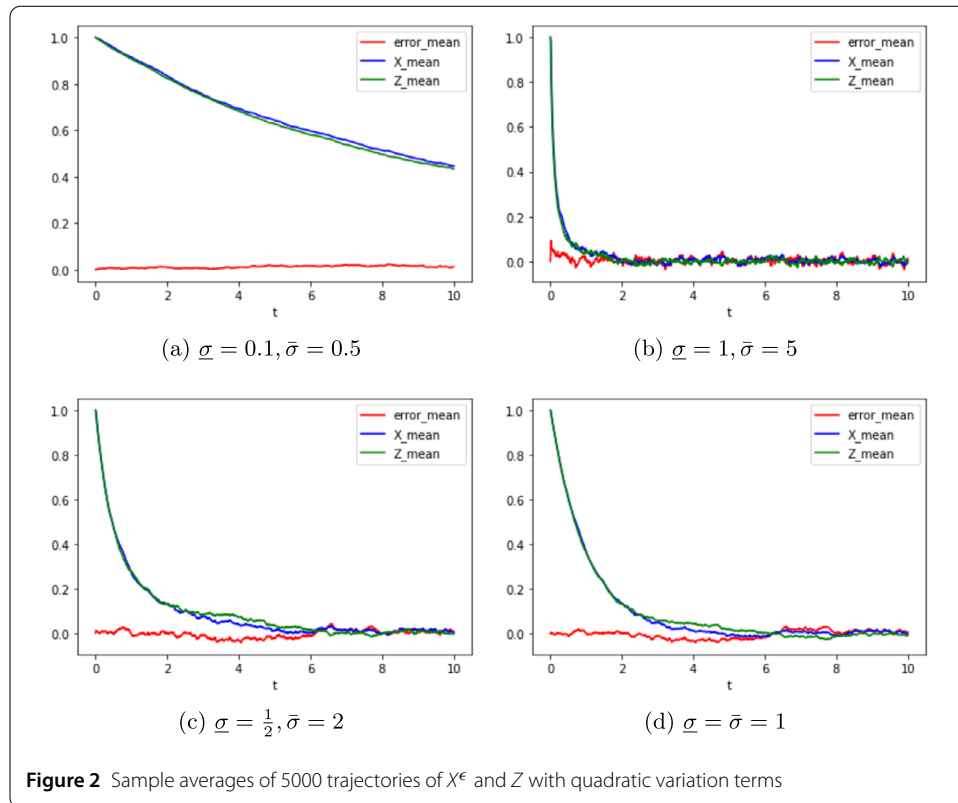 1.0
0.8
0.6
0.4
0.2
0.0
error_mean
X_mean
Z_mean
0 2 4 6 8 10
t
(a) σ̲ = 0.1, σ̄ = 0.5
1.0
0.8
0.6
0.4
0.2
0.0
error_mean
X_mean
Z_mean
0 2 4 6 8 10
t
(b) σ̲ = 1, σ̄ = 5
1.0
0.8
0.6
0.4
0.2
0.0
error_mean
X_mean
Z_mean
0 2 4 6 8 10
t
(c) σ̲ = 1/2, σ̄ = 2
1.0
0.8
0.6
0.4
0.2
0.0
error_mean
X_mean
Z_mean
0 2 4 6 8 10
t
(d) σ̲ = σ̄ = 1
Figure 2 Sample averages of 5000 trajectories of X^ϵ and Z with quadratic variation terms